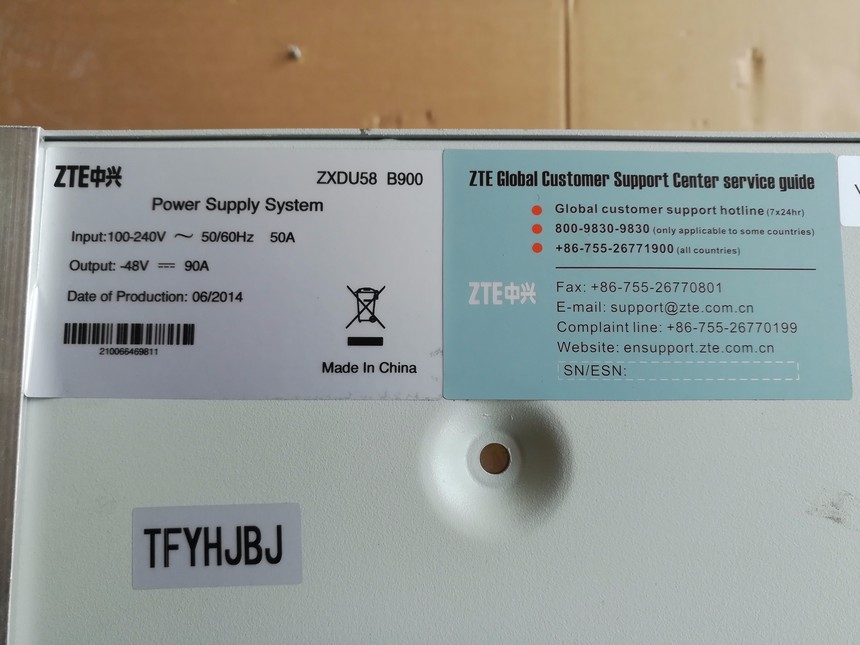 ZTE中兴
ZXDU58 B900
Power Supply System
Input:100-240V ~ 50/60Hz 50A
Output: -48V ⎓ 90A
Date of Production: 06/2014
210066469811
Made In China
ZTE Global Customer Support Center service guide
Global customer support hotline (7x24hr)
800-9830-9830 (only applicable to some countries)
+86-755-26771900 (all countries)
ZTE中兴
Fax: +86-755-26770801
E-mail: support@zte.com.cn
Complaint line: +86-755-26770199
Website: ensupport.zte.com.cn
SN/ESN:
TFYHJBJ